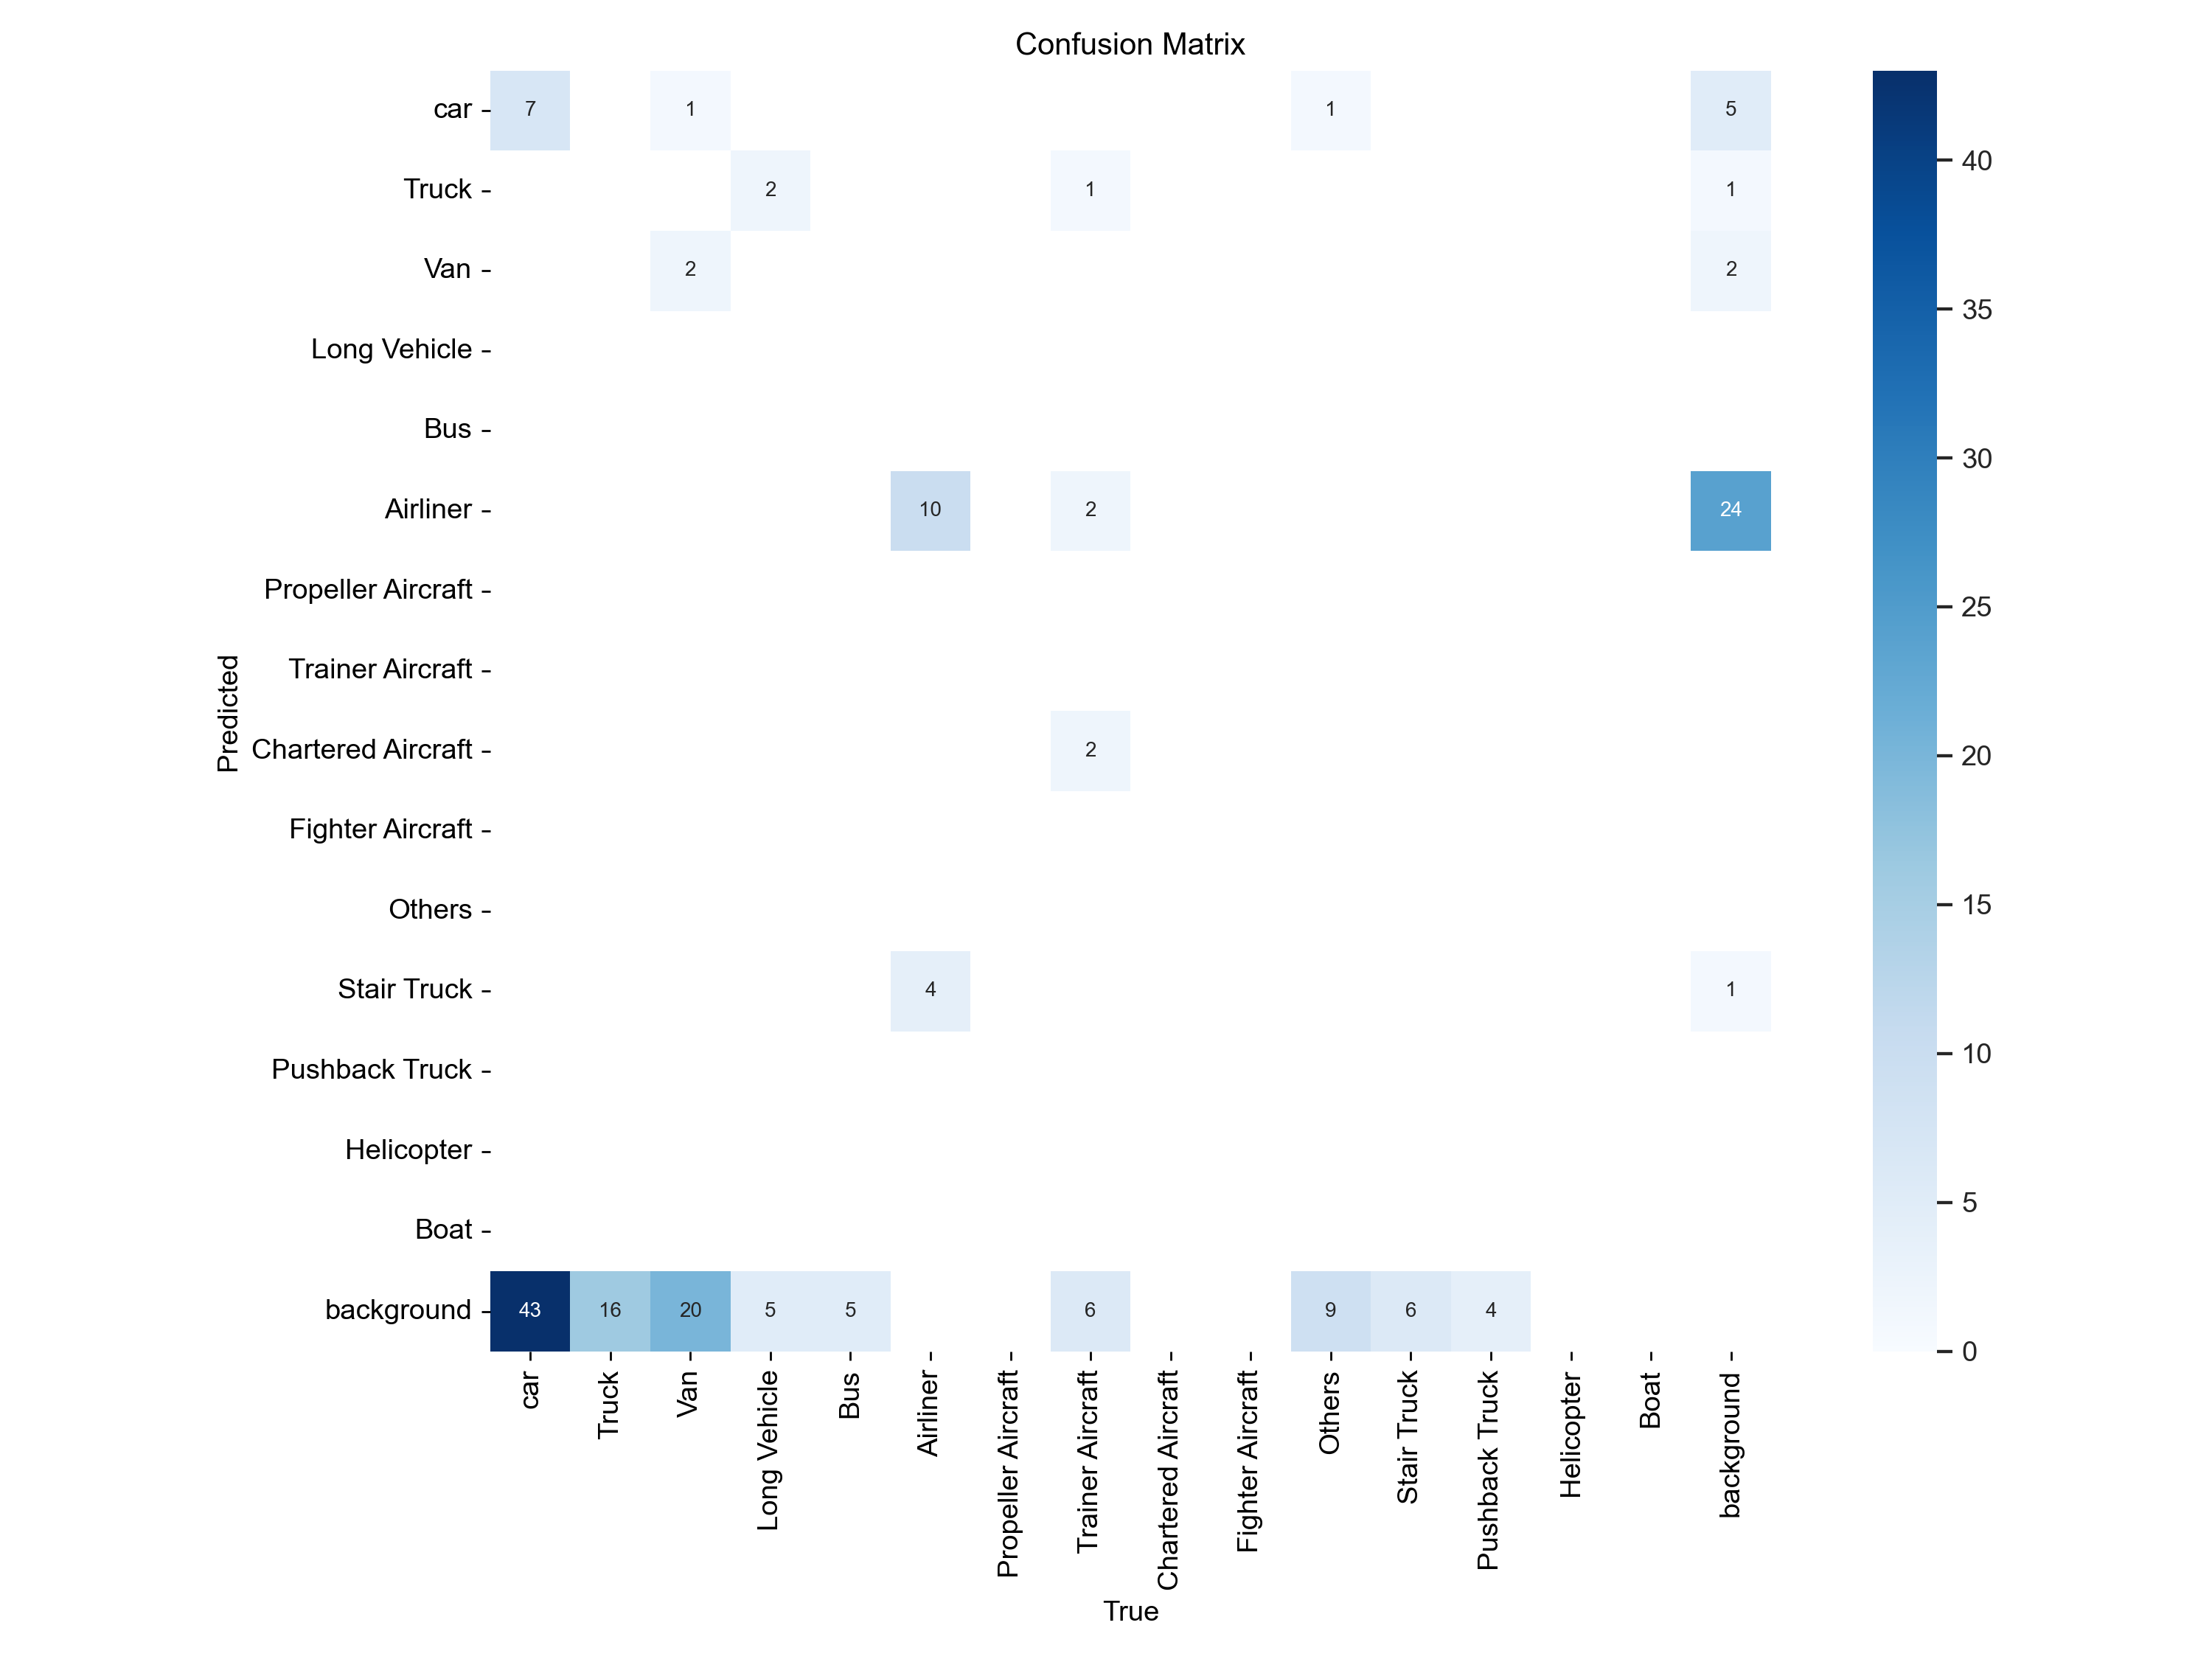 Confusion Matrix
car 7 1 1 5
Truck 2 1 1
Van 2 2
Long Vehicle
Bus
Airliner 10 2 24
Propeller Aircraft
Trainer Aircraft
Chartered Aircraft 2
Fighter Aircraft
Others
Stair Truck 4 1
Pushback Truck
Helicopter
Boat
background 43 16 20 5 5 6 9 6 4
Predicted
car
Truck
Van
Long Vehicle
Bus
Airliner
Propeller Aircraft
Trainer Aircraft
Chartered Aircraft
Fighter Aircraft
Others
Stair Truck
Pushback Truck
Helicopter
Boat
background
True
40
35
30
25
20
15
10
5
0